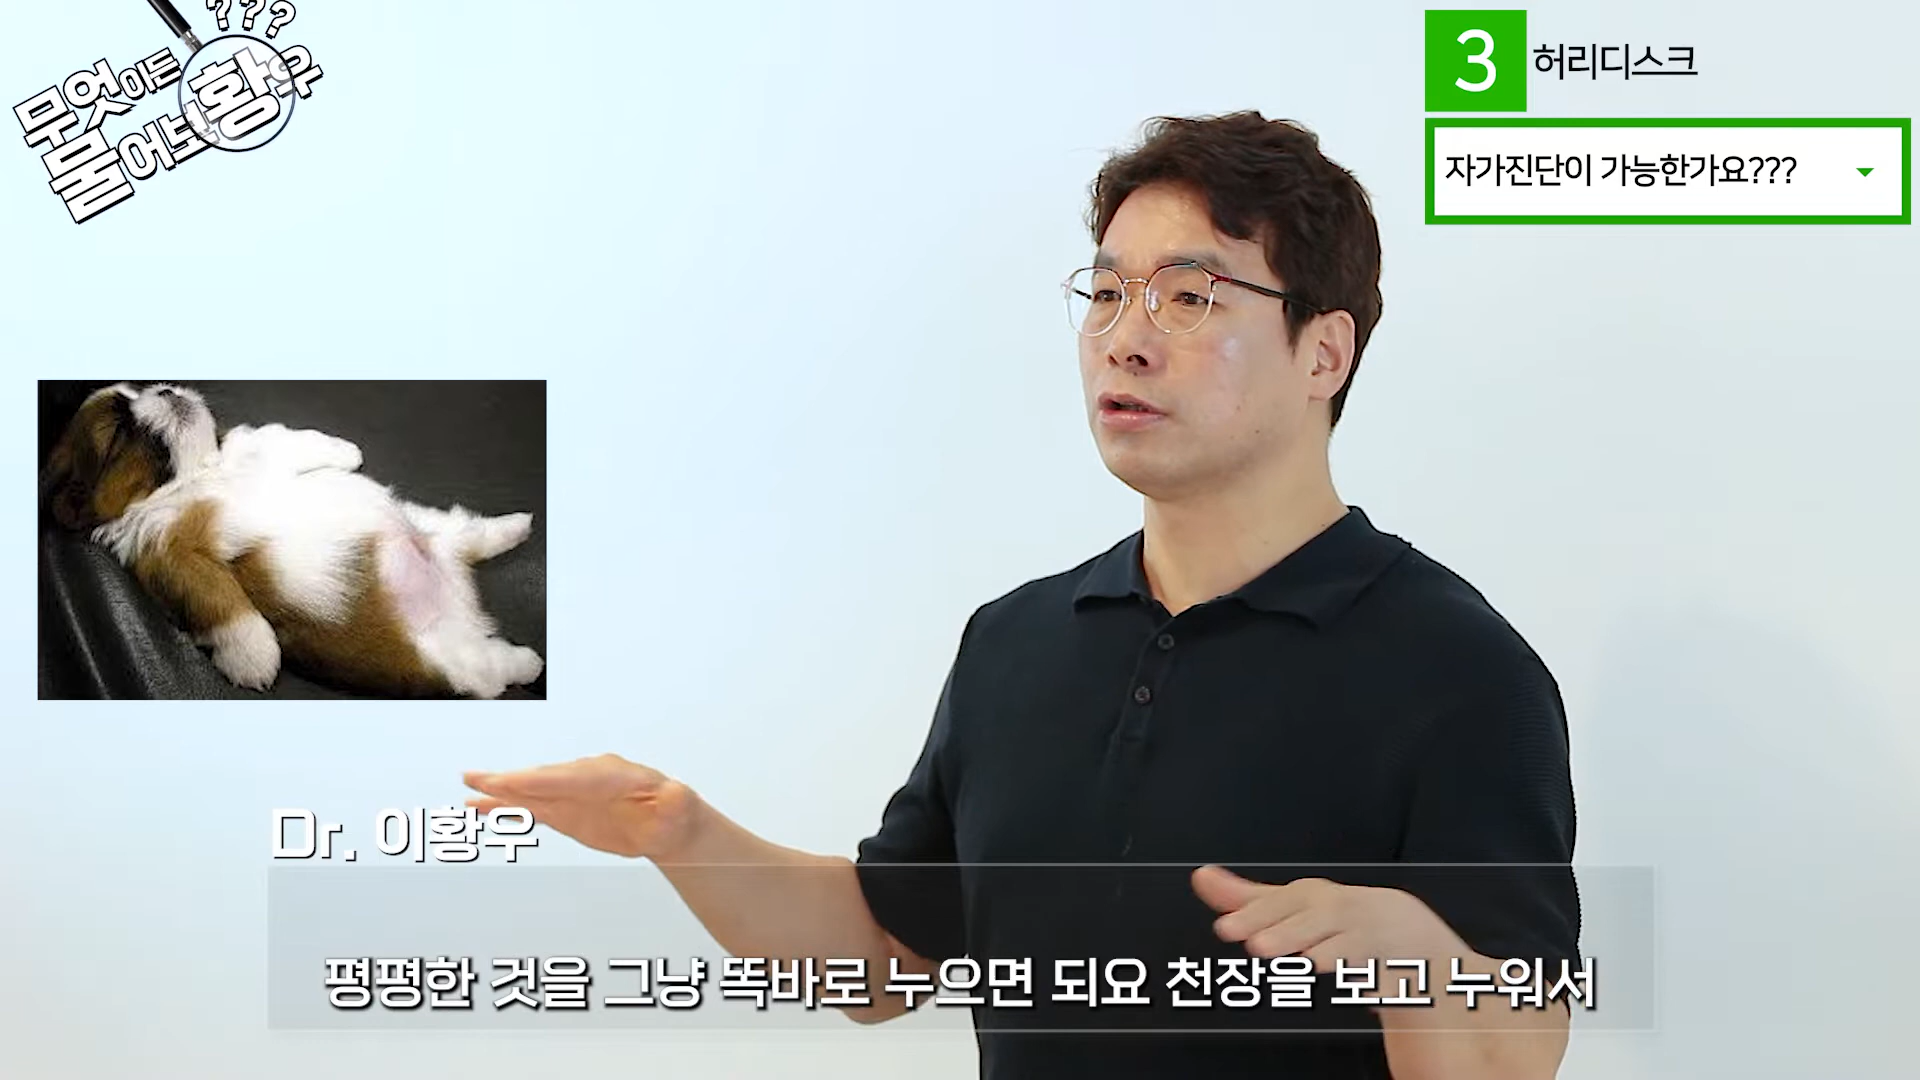 ???
무엇이든
물어보황우
3 허리디스크
자가진단이 가능한가요???
Dr. 이황우
평평한 것을 그냥 똑바로 누으면 되요 천장을 보고 누워서